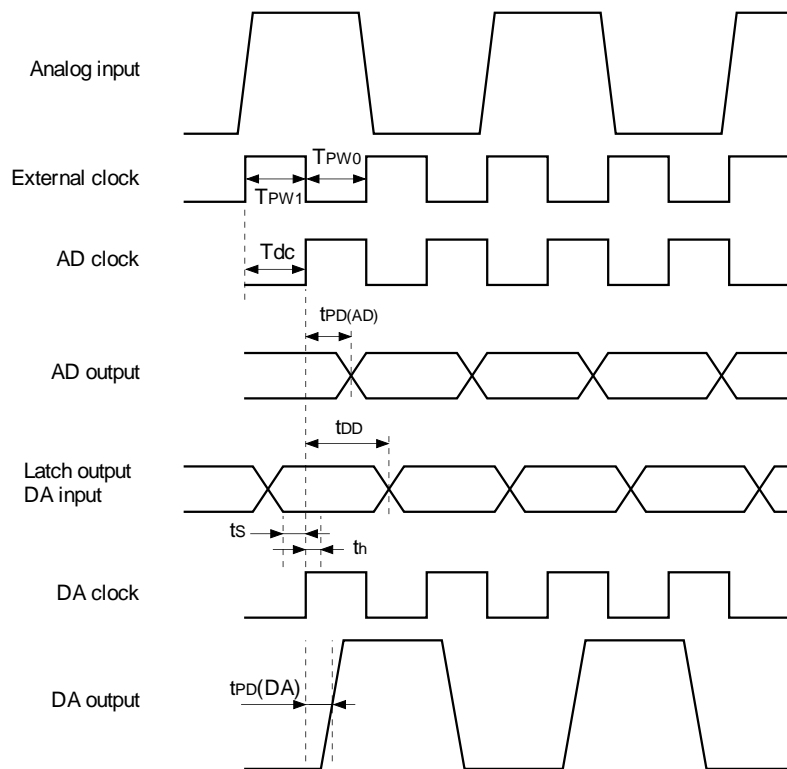 Analog input
TPW0
External clock
TPW1
Tdc
AD clock
tPD(AD)
AD output
tDD
Latch output
DA input
tS
th
DA clock
tPD(DA)
DA output